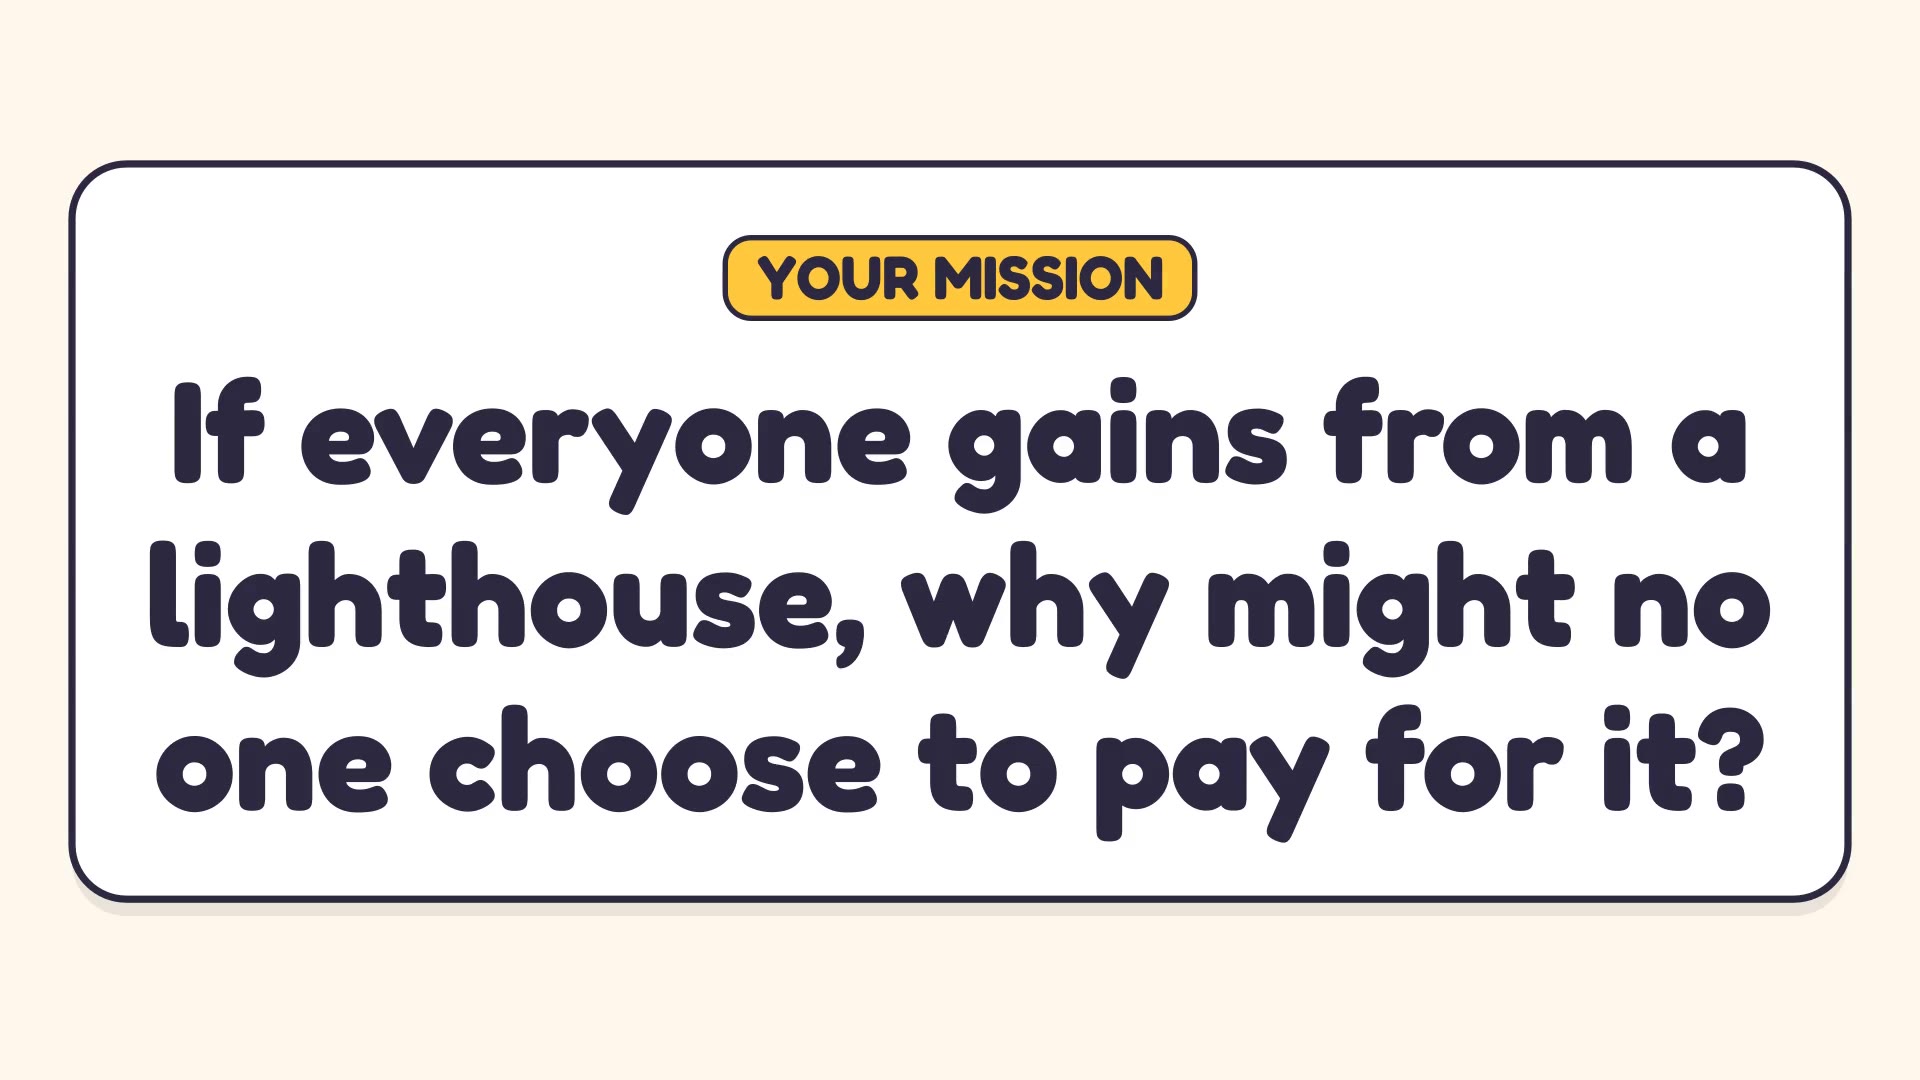 YOUR MISSION
If everyone gains from a
lighthouse, why might no
one choose to pay for it?